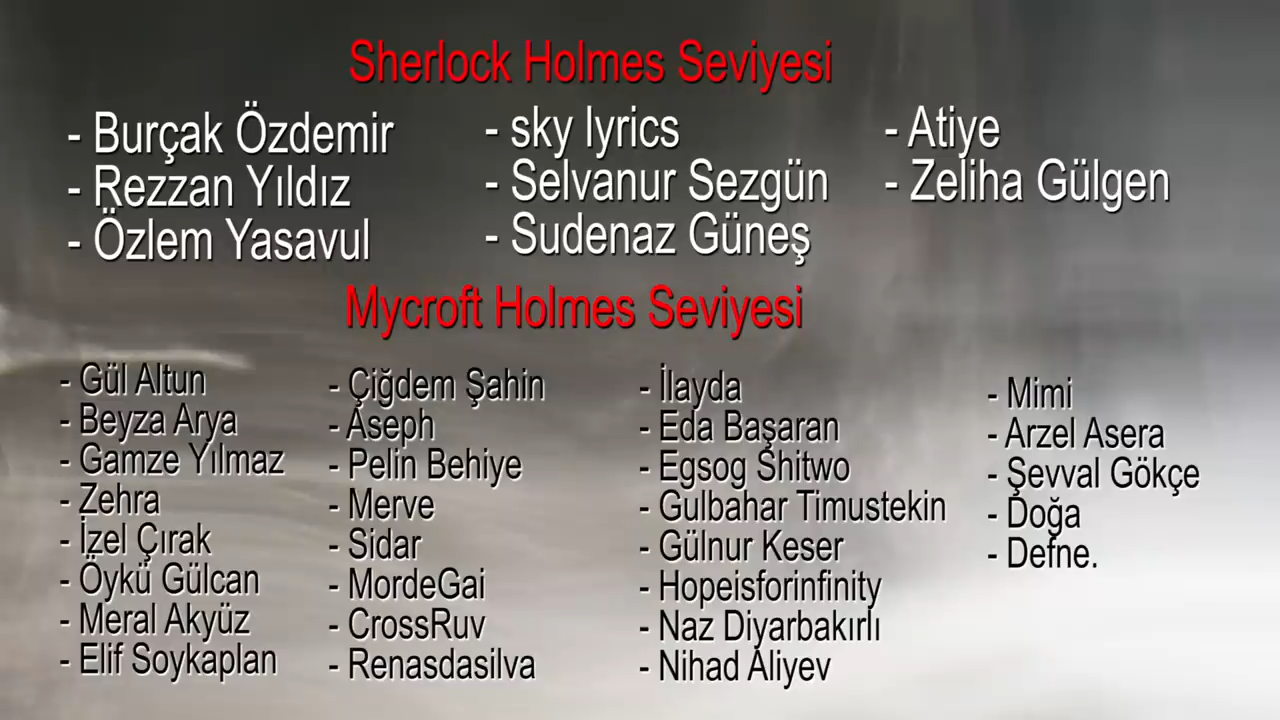 Sherlock Holmes Seviyesi
- Burçak Özdemir
- Rezzan Yıldız
- Özlem Yasavul
- sky lyrics
- Selvanur Sezgün
- Sudenaz Güneş
- Atiye
- Zeliha Gülgen
Mycroft Holmes Seviyesi
- Gül Altun
- Beyza Arya
- Gamze Yılmaz
- Zehra
- İzel Çırak
- Öykü Gülcan
- Meral Akyüz
- Elif Soykaplan
- Çiğdem Şahin
- Aseph
- Pelin Behiye
- Merve
- Sidar
- MordeGai
- CrossRuv
- Renasdasilva
- İlayda
- Eda Başaran
- Egsog Shitwo
- Gulbahar Timustekin
- Gülnur Keser
- Hopeisforinfinity
- Naz Diyarbakırlı
- Nihad Aliyev
- Mimi
- Arzel Asera
- Şevval Gökçe
- Doğa
- Defne.